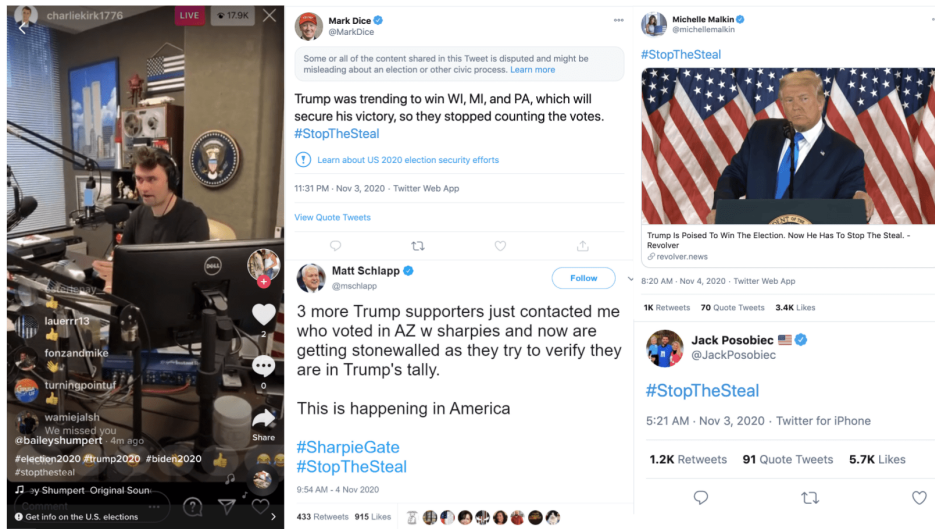 charliekirk1776
LIVE
17.9K
DELL
lauerrr13
2
fonzandmike
0
turningpointuf
wamiejalsh
We missed you
Share
@baileyshumpert · 4m ago
#election2020 #trump2020 #biden2020
#stopthesteal
ey Shumpert Original Soun
Comment
Get info on the U.S. elections
Mark Dice
@MarkDice
Some or all of the content shared in this Tweet is disputed and might be
misleading about an election or other civic process. Learn more
Trump was trending to win WI, MI, and PA, which will
secure his victory, so they stopped counting the votes.
#StopTheSteal
Learn about US 2020 election security efforts
11:31 PM · Nov 3, 2020 · Twitter Web App
View Quote Tweets
Matt Schlapp
@mschlapp
Follow
3 more Trump supporters just contacted me
who voted in AZ w sharpies and now are
getting stonewalled as they try to verify they
are in Trump's tally.
This is happening in America
#SharpieGate
#StopTheSteal
9:54 AM - 4 Nov 2020
433 Retweets 915 Likes
Michelle Malkin
@michellemalkin
#StopTheSteal
Trump Is Poised To Win The Election. Now He Has To Stop The Steal. -
Revolver
revolver.news
8:20 AM · Nov 4, 2020 · Twitter Web App
1K Retweets 70 Quote Tweets 3.4K Likes
Jack Posobiec
@JackPosobiec
#StopTheSteal
5:21 AM · Nov 3, 2020 · Twitter for iPhone
1.2K Retweets 91 Quote Tweets 5.7K Likes